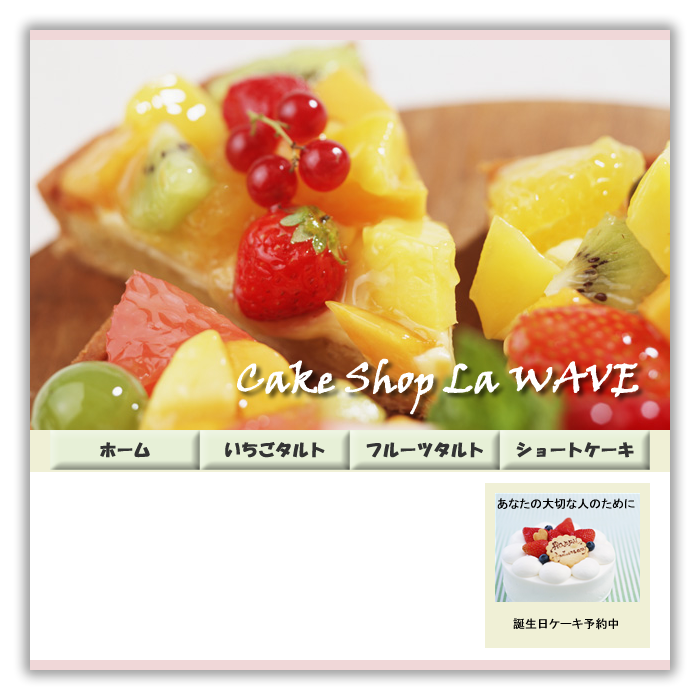 Cake Shop La WAVE
ホーム いちごタルト フルーツタルト ショートケーキ
あなたの大切な人のために
Happy
誕生日ケーキ予約中